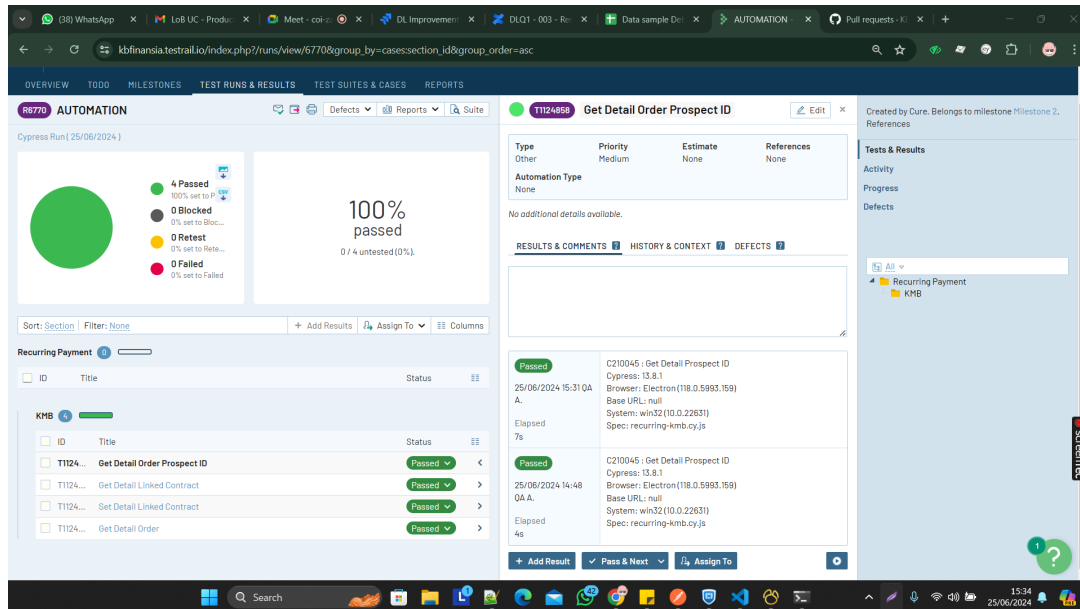 (38) WhatsApp
LoB UC - Produc
Meet - coi-z
DL Improvement
DLQ1 - 003 - Re
Data sample De
AUTOMATION -
Pull requests - Ki
kbfinansia.testrail.io/index.php?/runs/view/6770&group_by=cases:section_id&group_order=asc
OVERVIEW TODO MILESTONES TEST RUNS & RESULTS TEST SUITES & CASES REPORTS
R6770 AUTOMATION
Defects Reports Suite
Cypress Run ( 25/06/2024 )
4 Passed
100% set to P
CSV
0 Blocked
0% set to Bloc...
0 Retest
0% set to Rete...
0 Failed
0% set to Failed
100%
passed
0 / 4 untested (0%).
Sort: Section Filter: None
+ Add Results Assign To Columns
Recurring Payment 0
ID Title Status
KMB 4
ID Title Status
T1124... Get Detail Order Prospect ID Passed
T1124... Get Detail Linked Contract Passed
T1124... Set Detail Linked Contract Passed
T1124... Get Detail Order Passed
T1124858 Get Detail Order Prospect ID Edit ×
Type Priority Estimate References
Other Medium None None
Automation Type
None
No additional details available.
RESULTS & COMMENTS ? HISTORY & CONTEXT ? DEFECTS ?
Passed
25/06/2024 15:31 QA
A.
Elapsed
7s
C210045 : Get Detail Prospect ID
Cypress: 13.8.1
Browser: Electron (118.0.5993.159)
Base URL: null
System: win32 (10.0.22631)
Spec: recurring-kmb.cy.js
Passed
25/06/2024 14:48
QA A.
Elapsed
4s
C210045 : Get Detail Prospect ID
Cypress: 13.8.1
Browser: Electron (118.0.5993.159)
Base URL: null
System: win32 (10.0.22631)
Spec: recurring-kmb.cy.js
+ Add Result Pass & Next Assign To
Created by Cure. Belongs to milestone Milestone 2.
References
Tests & Results
Activity
Progress
Defects
All
Recurring Payment
KMB
1
?
Search
42
15:34
25/06/2024